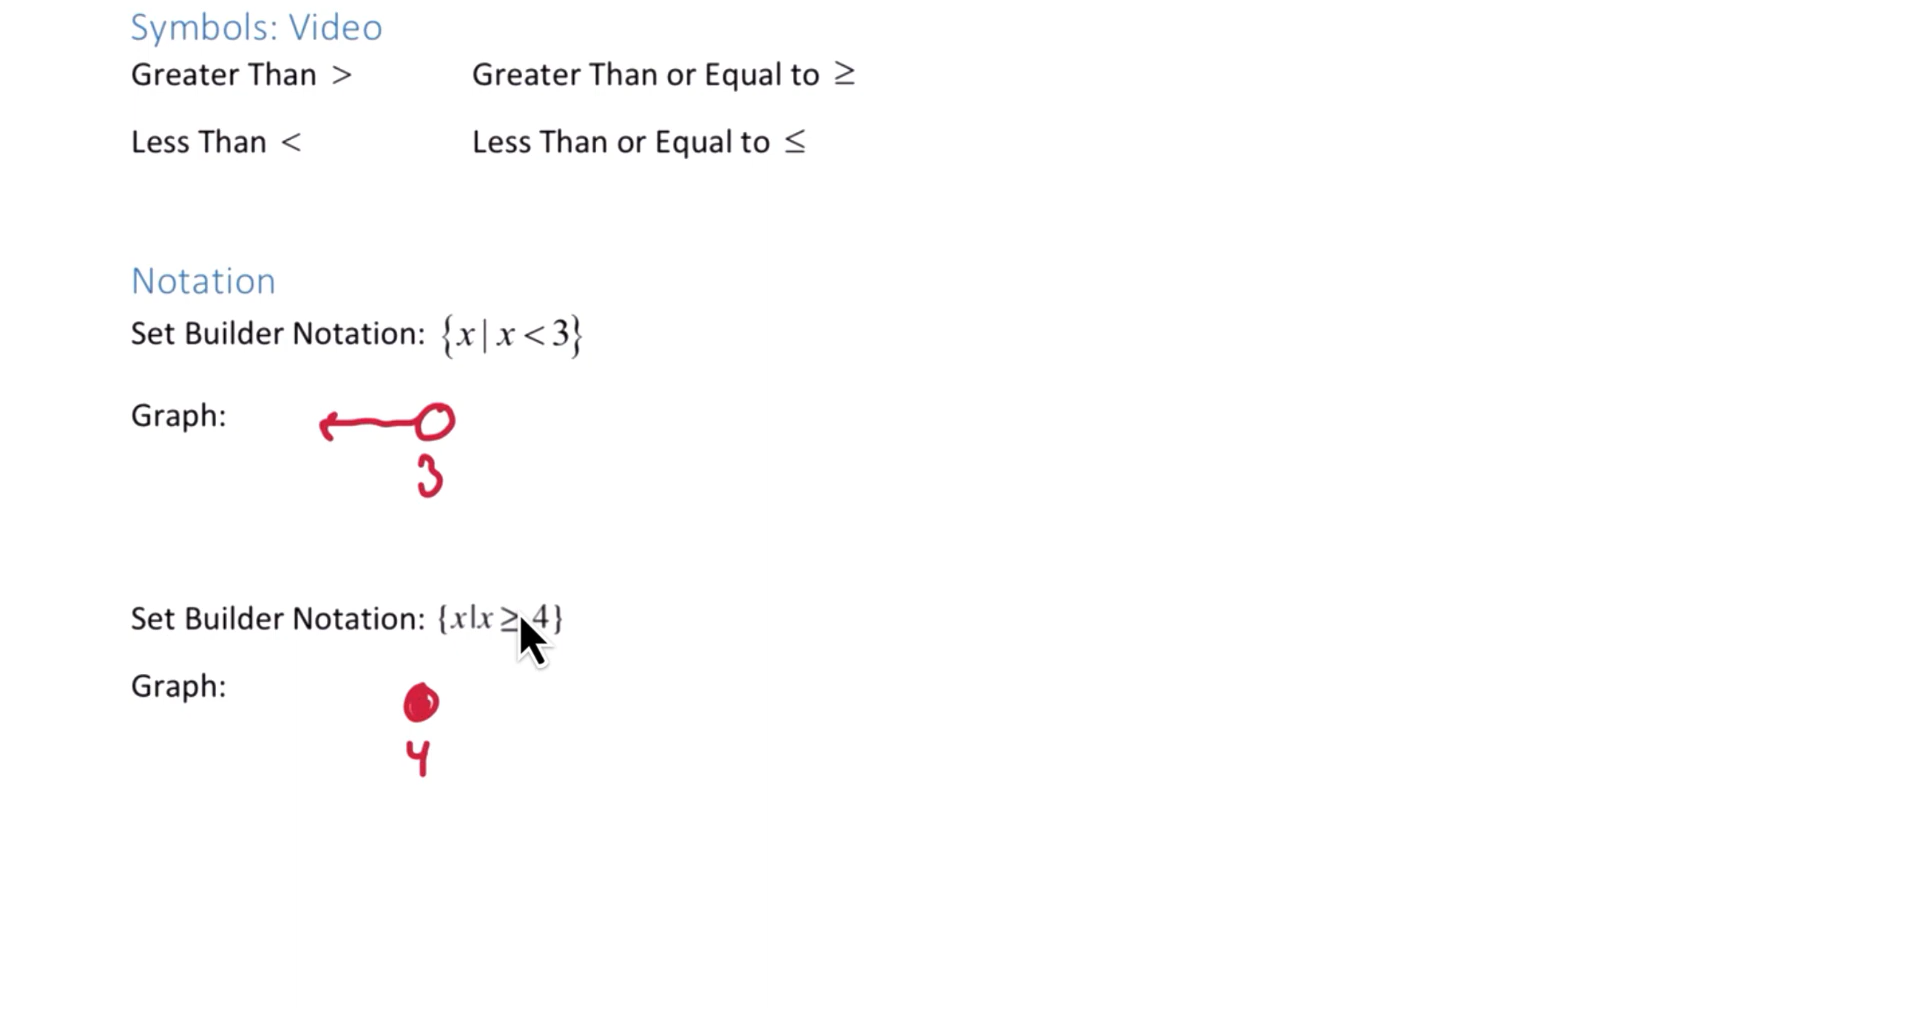 Symbols: Video
Greater Than > Greater Than or Equal to ≥
Less Than < Less Than or Equal to ≤
Notation
Set Builder Notation: {x | x < 3}
Graph:
3
Set Builder Notation: {x|x ≥ 4}
Graph:
4